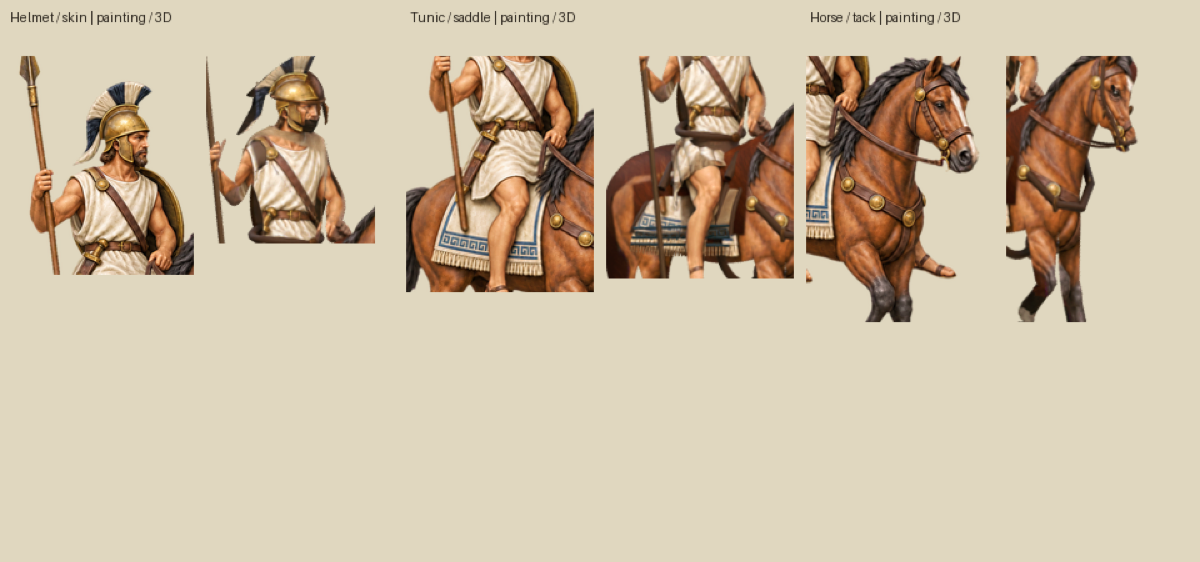 Helmet / skin | painting / 3D
Tunic / saddle | painting / 3D
Horse / tack | painting / 3D